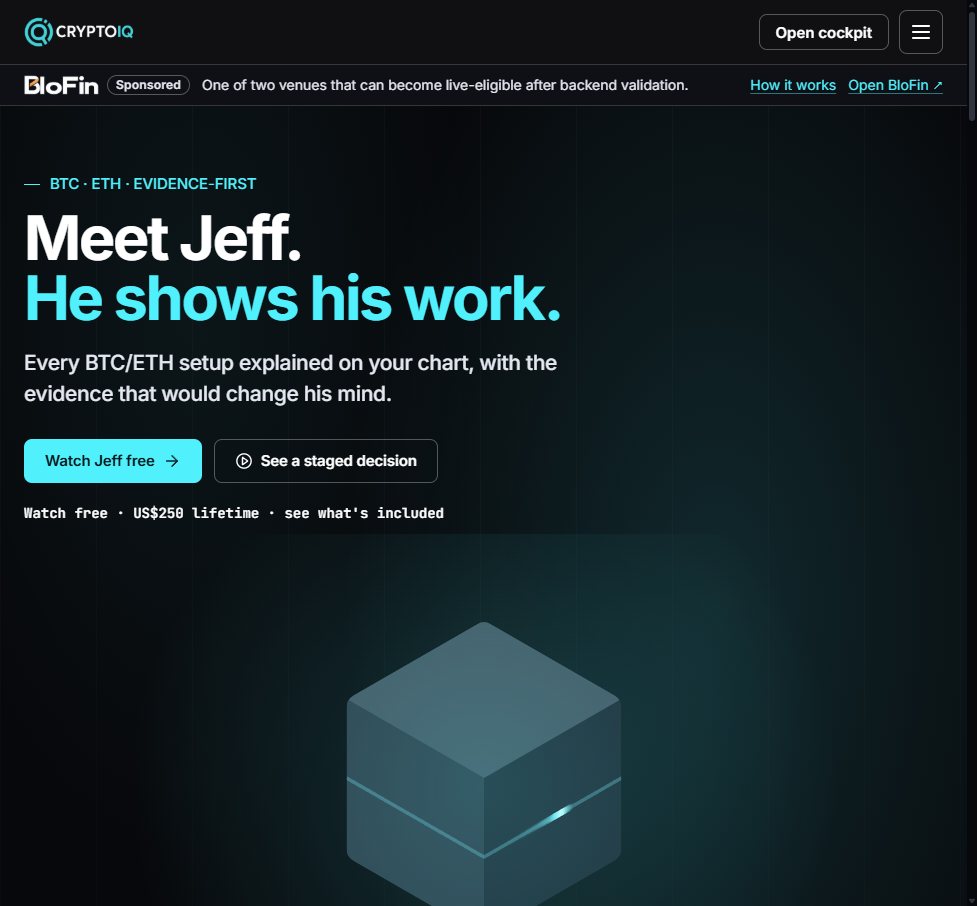 CRYPTOIQ
Open cockpit
BloFin Sponsored One of two venues that can become live-eligible after backend validation. How it works Open BloFin ↗
— BTC · ETH · EVIDENCE-FIRST
Meet Jeff.
He shows his work.
Every BTC/ETH setup explained on your chart, with the
evidence that would change his mind.
Watch Jeff free →
See a staged decision
Watch free · US$250 lifetime · see what's included